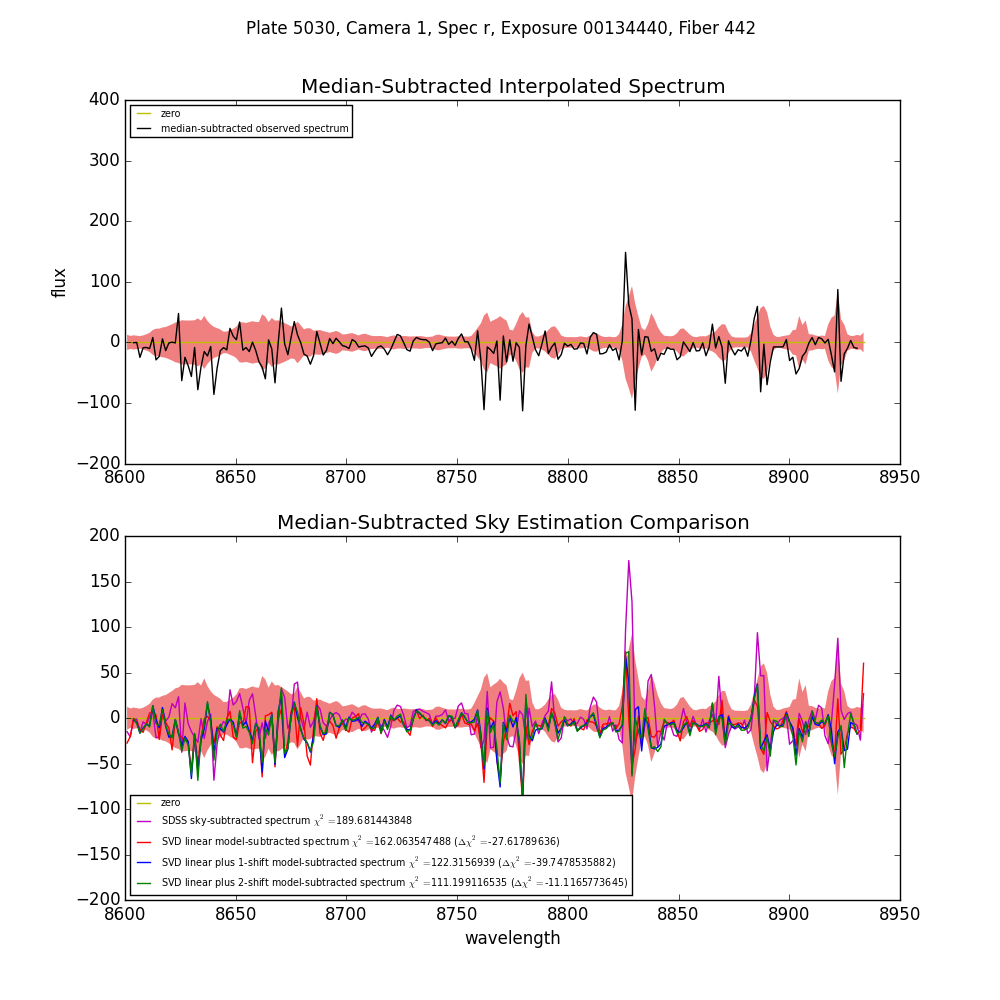 Plate 5030, Camera 1, Spec r, Exposure 00134440, Fiber 442
Median-Subtracted Interpolated Spectrum
400
300
200
100
0
−100
−200
flux
zero
median-subtracted observed spectrum
8600 8650 8700 8750 8800 8850 8900 8950
Median-Subtracted Sky Estimation Comparison
200
150
100
50
0
−50
−100
−150
−200
zero
SDSS sky-subtracted spectrum χ² =189.681443848
SVD linear model-subtracted spectrum χ² =162.063547488 (Δχ² =-27.61789636)
SVD linear plus 1-shift model-subtracted spectrum χ² =122.3156939 (Δχ² =-39.7478535882)
SVD linear plus 2-shift model-subtracted spectrum χ² =111.199116535 (Δχ² =-11.1165773645)
8600 8650 8700 8750 8800 8850 8900 8950
wavelength